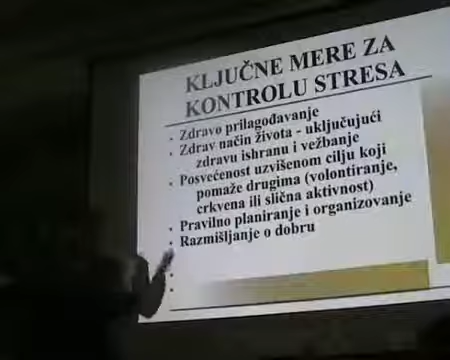 KLJUČNE MERE ZA
KONTROLU STRESA
• Zdravo prilagođavanje
• Zdrav način života - uključujući
zdravu ishranu i vežbanje
• Posvećenost uzvišenom cilju koji
pomaže drugima (volontiranje,
crkvena ili slična aktivnost)
• Pravilno planiranje i organizovanje
• Razmišljanje o dobru